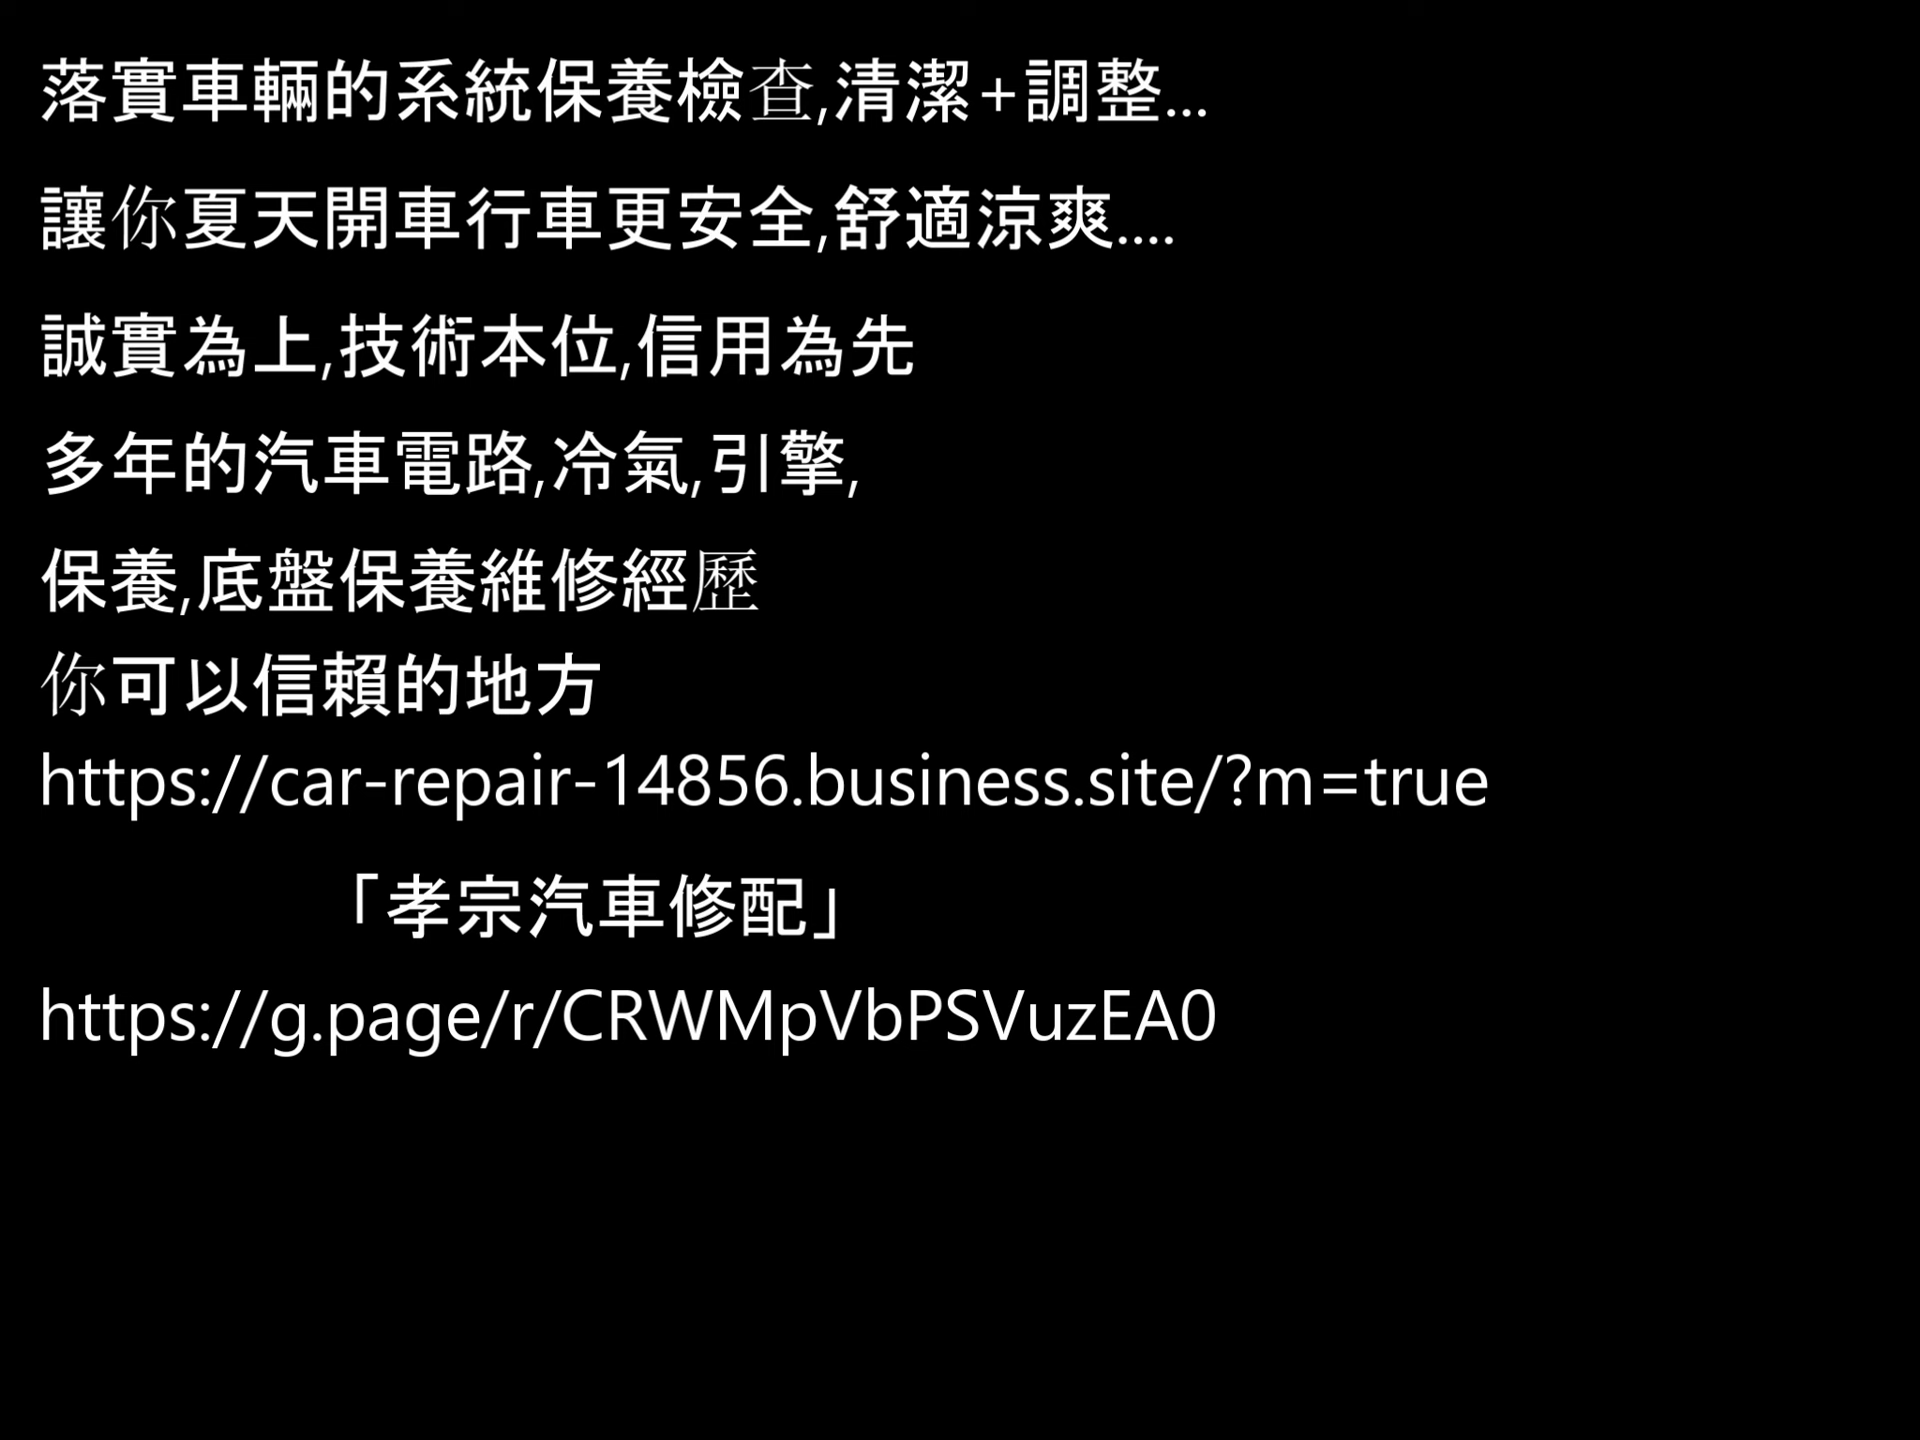 落實車輛的系統保養檢查,清潔+調整...
讓你夏天開車行車更安全,舒適涼爽....
誠實為上,技術本位,信用為先
多年的汽車電路,冷氣,引擎,
保養,底盤保養維修經歷
你可以信賴的地方
https://car-repair-14856.business.site/?m=true
「孝宗汽車修配」
https://g.page/r/CRWMpVbPSVuzEA0